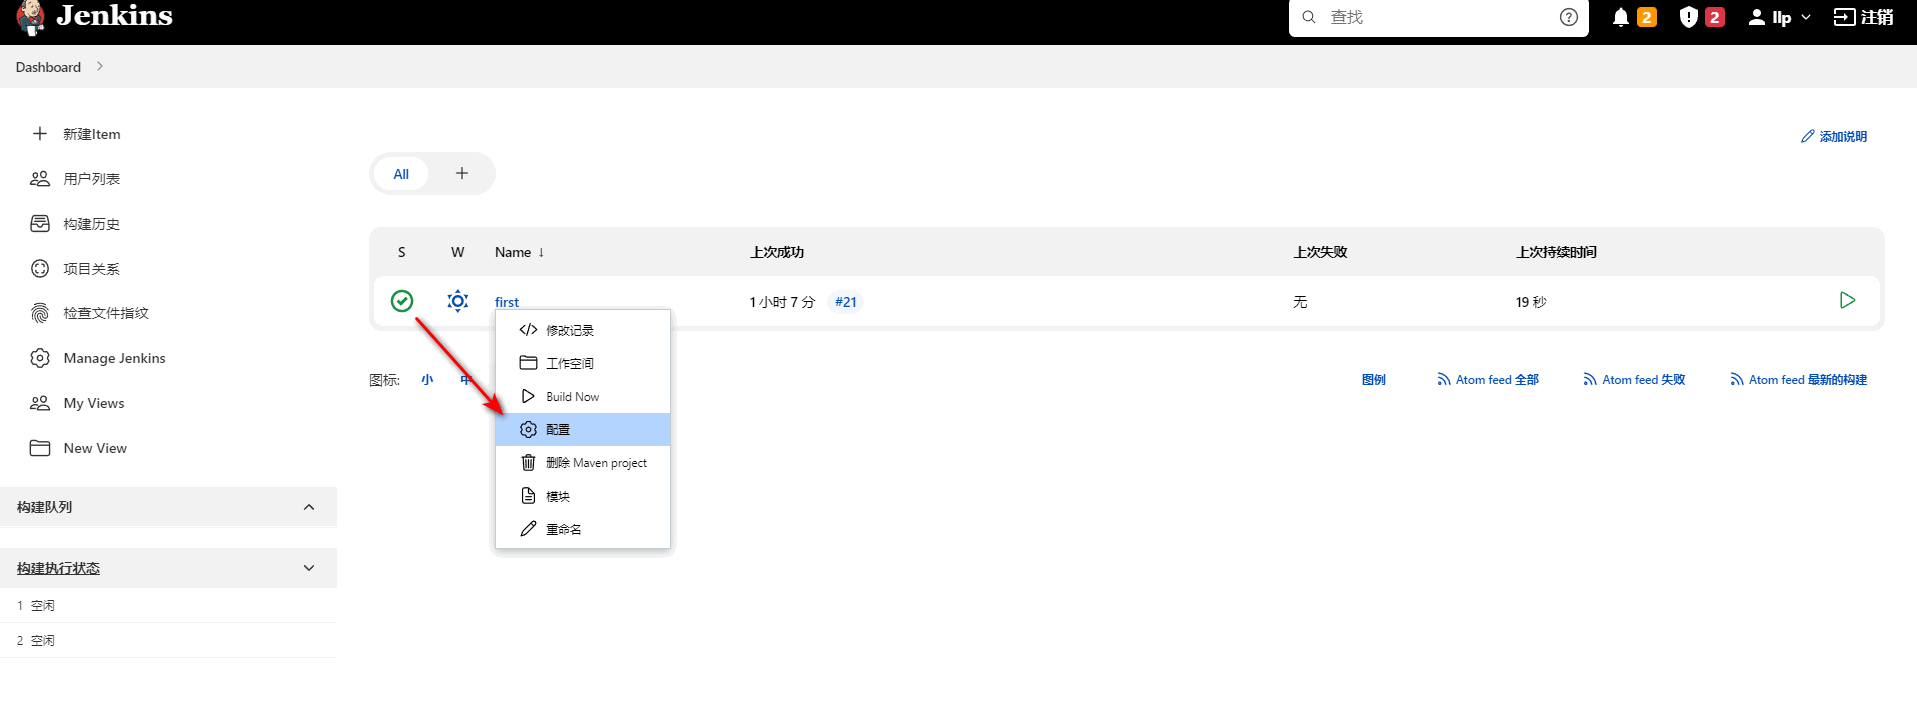 Jenkins
查找
2
2
llp
注销
Dashboard
新建Item
用户列表
构建历史
项目关系
检查文件指纹
Manage Jenkins
My Views
New View
构建队列
构建执行状态
1 空闲
2 空闲
添加说明
All
S W Name ↓ 上次成功 上次失败 上次持续时间
first 1 小时 7 分 #21 无 19 秒
修改记录
工作空间
Build Now
配置
删除 Maven project
模块
重命名
图标: 小 中
图例 Atom feed 全部 Atom feed 失败 Atom feed 最新的构建